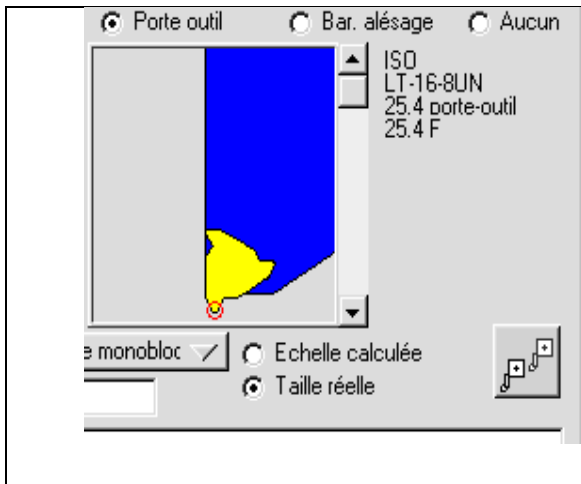 Porte outil Bar. alésage Aucun
ISO
LT-16-8UN
25.4 porte-outil
25.4 F
e monobloc
Echelle calculée
Taille réelle